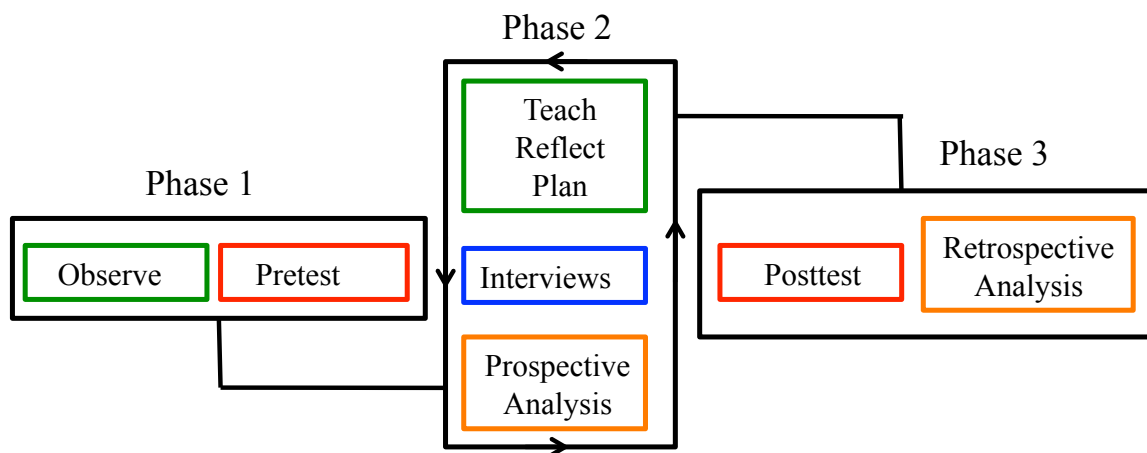 Phase 1
Observe
Pretest
Phase 2
Teach
Reflect
Plan
Interviews
Prospective
Analysis
Phase 3
Posttest
Retrospective
Analysis